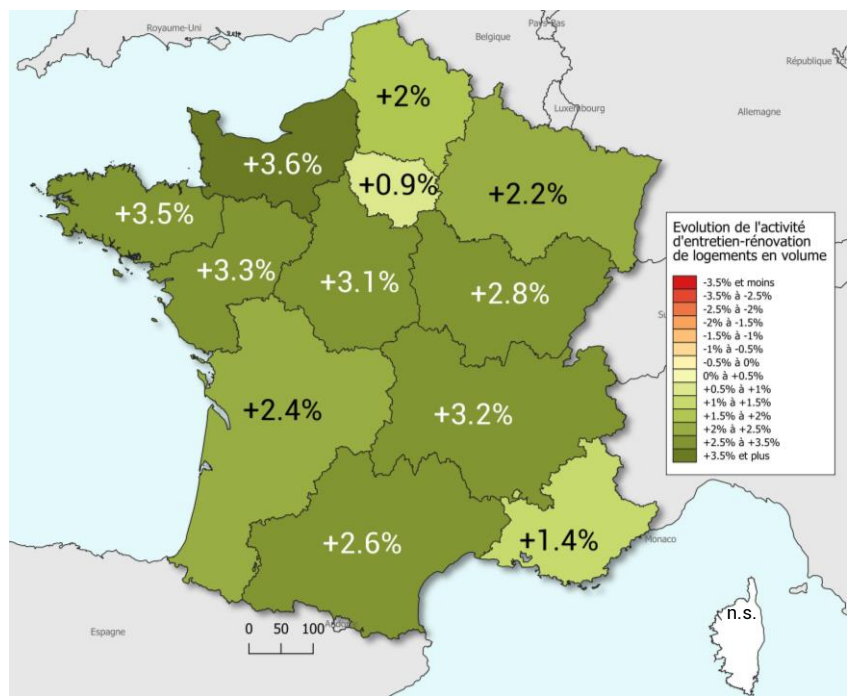 Royaume-Uni
Pays-Bas
Belgique
République Tch
+2%
Luxembourg
Allemagne
+3.6%
+0.9%
+2.2%
+3.5%
+3.3%
+3.1%
+2.8%
Evolution de l'activité
d'entretien-rénovation
de logements en volume
-3.5% et moins
-3.5% à -2.5%
-2.5% à -2%
-2% à -1.5%
-1.5% à -1%
-1% à -0.5%
-0.5% à 0%
0% à +0.5%
+0.5% à +1%
+1% à +1.5%
+1.5% à +2%
+2% à +2.5%
+2.5% à +3.5%
+3.5% et plus
Su
+2.4%
+3.2%
+2.6%
+1.4%
Monaco
n.s.
Espagne
0 50 100